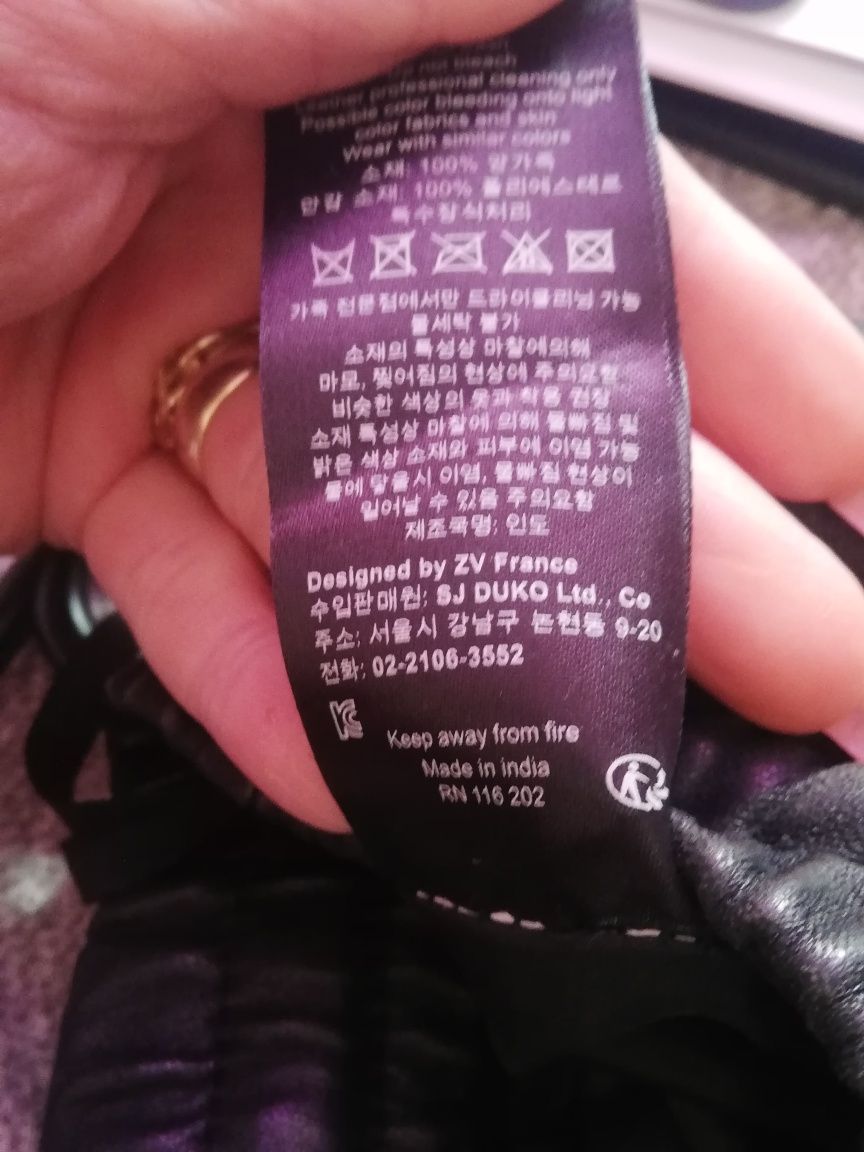 not bleach
Leather professional cleaning only
Possible color bleeding onto light
color fabrics and skin
Wear with similar colors
소재: 100% 양가죽
안감 소재: 100% 폴리에스테르
특수장식처리
가죽 전문점에서만 드라이클리닝 가능
물세탁 불가
소재의 특성상 마찰에의해
마모, 찢어짐의 현상에 주의요함
비슷한 색상의 옷과 착용 권장
소재 특성상 마찰에 의해 물빠짐 및
밝은 색상 소재와 피부에 이염 가능
물에 닿을시 이염, 물빠짐 현상이
일어날 수 있음 주의요함
제조국명: 인도
Designed by ZV France
수입판매원: SJ DUKO Ltd., Co
주소: 서울시 강남구 논현동 9-20
전화: 02-2106-3552
Keep away from fire
Made in india
RN 116 202